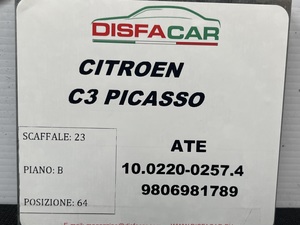 DISFACAR
CITROEN
C3 PICASSO
SCAFFALE: 23
ATE
PIANO: B
10.0220-0257.4
9806981789
POSIZIONE: 64